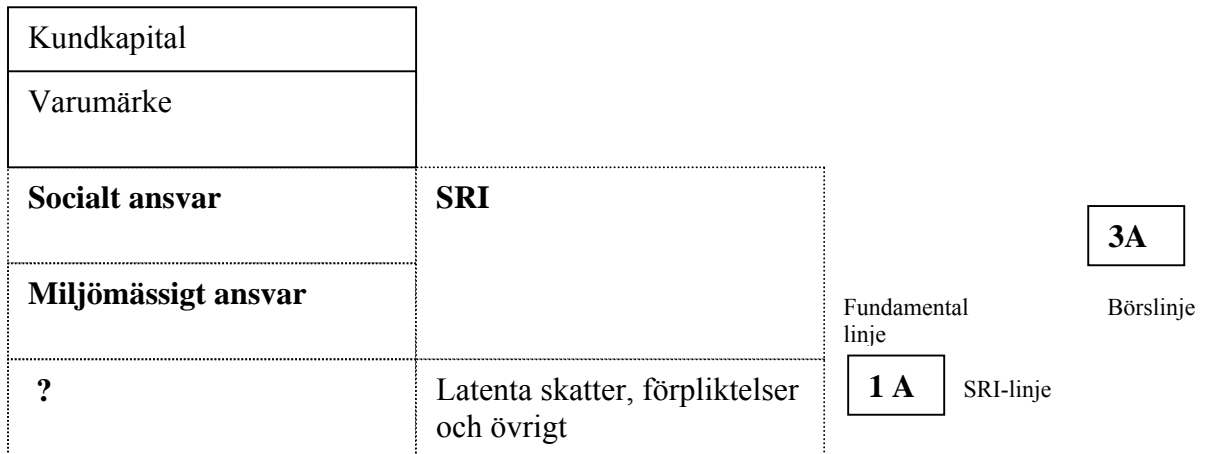 Kundkapital
Varumärke
Socialt ansvar
SRI
3A
Miljömässigt ansvar
Fundamental
linje
Börslinje
?
Latenta skatter, förpliktelser
och övrigt
1 A
SRI-linje